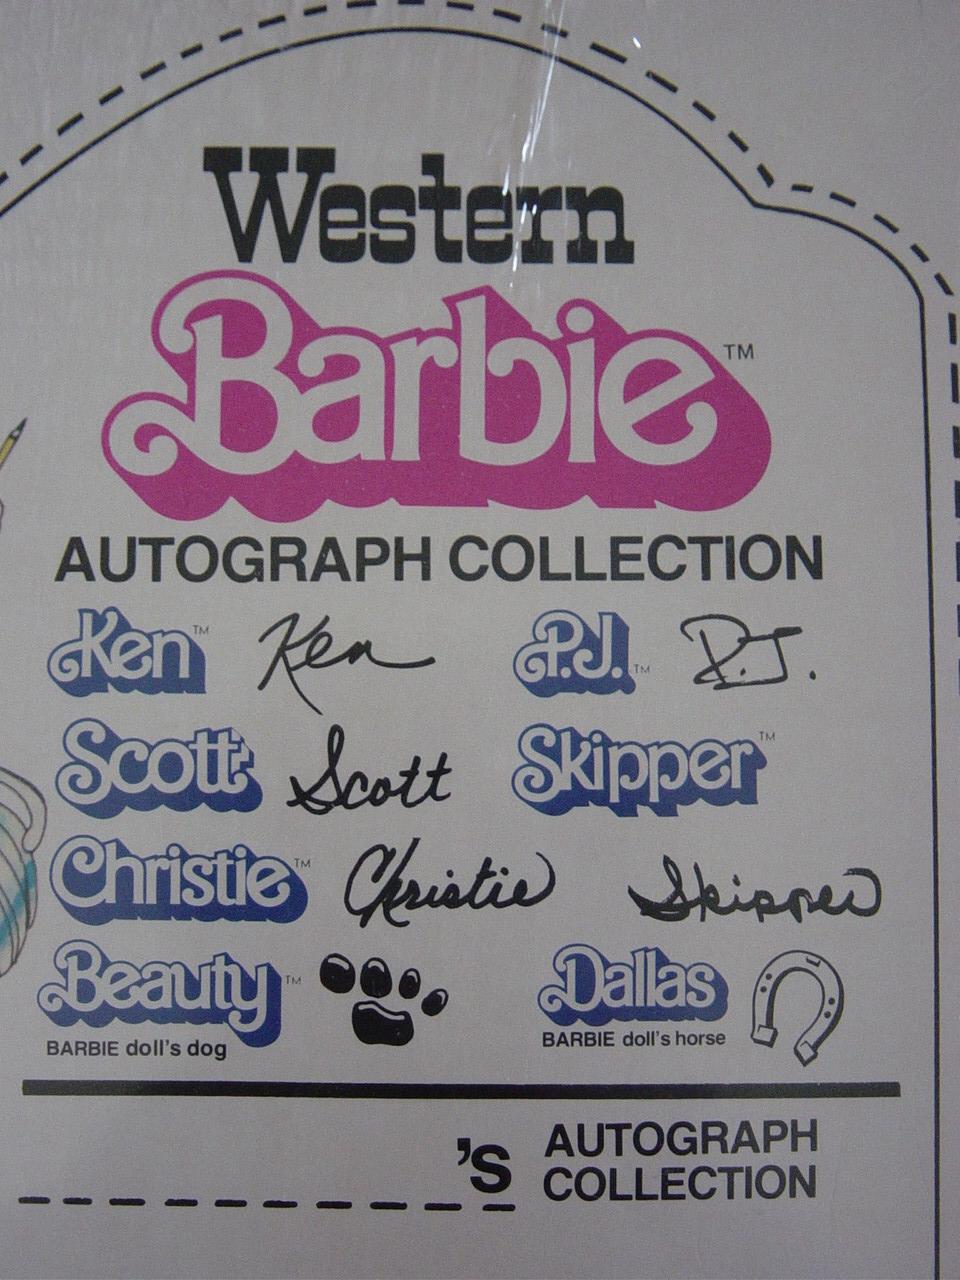 Western
Barbie™
AUTOGRAPH COLLECTION
Ken™ Ken P.J.™ P.J.
Scott Scott Skipper™
Christie™ Christie Skipper
Beauty™ Dallas
BARBIE doll's dog BARBIE doll's horse
's AUTOGRAPH
COLLECTION